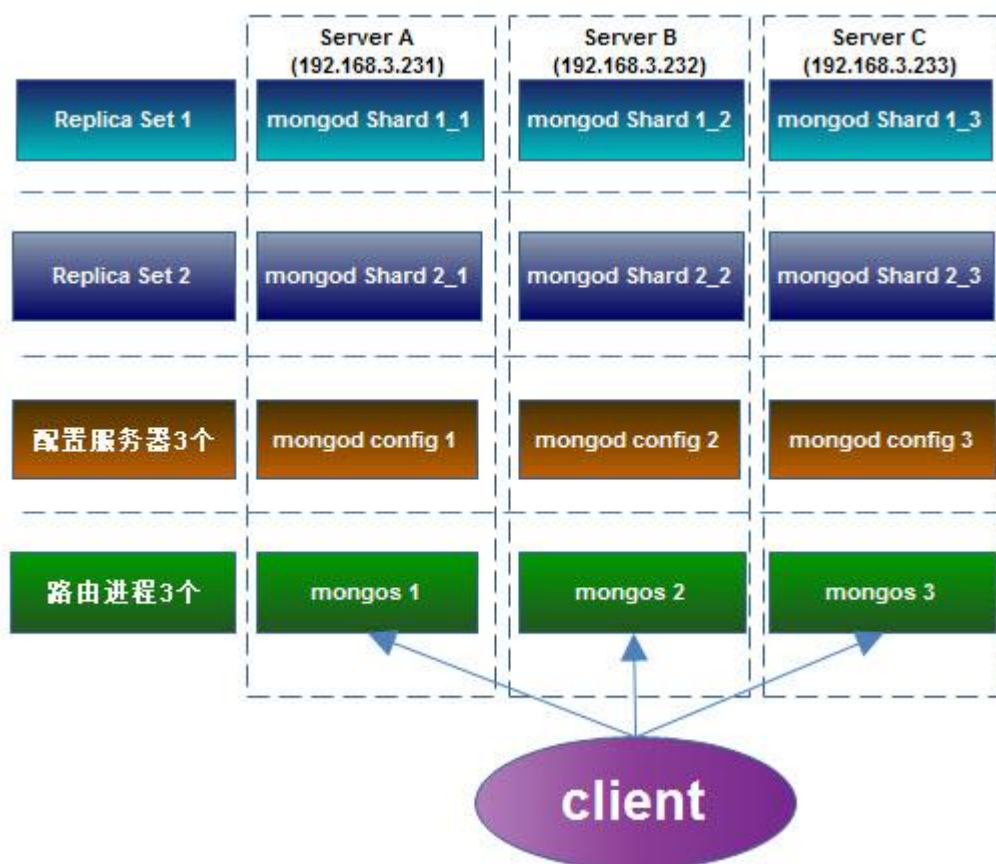 Server A
(192.168.3.231)
Server B
(192.168.3.232)
Server C
(192.168.3.233)
Replica Set 1
mongod Shard 1_1
mongod Shard 1_2
mongod Shard 1_3
Replica Set 2
mongod Shard 2_1
mongod Shard 2_2
mongod Shard 2_3
配置服务器3个
mongod config 1
mongod config 2
mongod config 3
路由进程3个
mongos 1
mongos 2
mongos 3
client